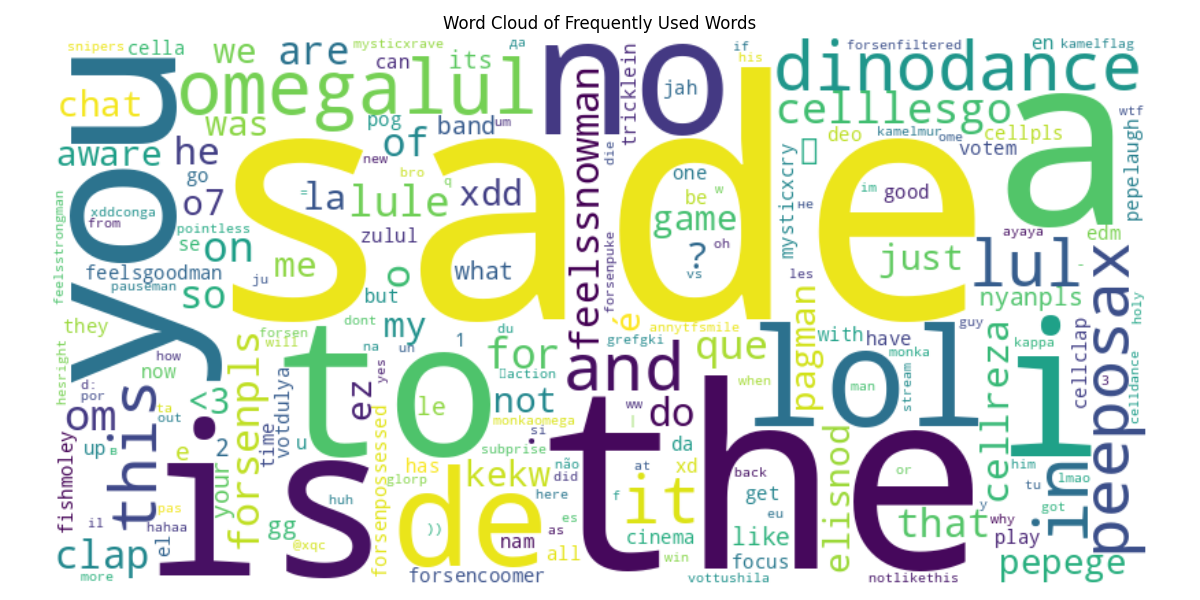 Word Cloud of Frequently Used Words
snipers cella we are mysticxrave can its да no tricklein if his forsenfiltered en kamelflag
you chat omegalul jah dinodance
was pog of band um celllesgo a wtf
aware he new die deo kamelmur ome cellpls votem pepelaugh
go o7 bro q = la lule xdd feelssnowman one be w mysticxcry im good
feelsstrongman xddconga from pointless se on zulul sade game не ayaya edm
feelsgoodman pauseman so ju me o what but forsenpuke ? oh vs les just lul -
nyanpls peeposax holy
they dont my du é annytfsmile guy
hesright how now forsen will forsenpls to na un 1 for grefgki and que lol with have monka kappa cellclap i
d: por this <3 yes ez le action not when pagman man stream cellreza 3 celldance
om ta out time votdulya u forsenpossessed monkaomega ww do
up в e 2 is si subprise l da elisnod him
fishmoley your has kekw não did at xd the back or in lmao
glorp tu
pas huh de )) here f it get y got
il hahaa gg es eu that why
clap el @xqc nam as cinema like play
more all win focus pepege
forsencoomer vottushila notlikethis